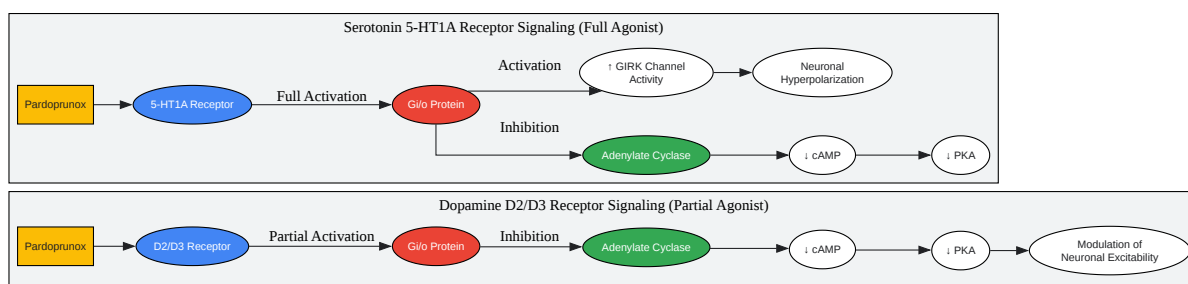 Serotonin 5-HT1A Receptor Signaling (Full Agonist)
Activation
↑ GIRK Channel
Activity
Neuronal
Hyperpolarization
Pardoprunox
5-HT1A Receptor
Full Activation
Gi/o Protein
Inhibition
Adenylate Cyclase
↓ cAMP
↓ PKA
Dopamine D2/D3 Receptor Signaling (Partial Agonist)
Pardoprunox
D2/D3 Receptor
Partial Activation
Gi/o Protein
Inhibition
Adenylate Cyclase
↓ cAMP
↓ PKA
Modulation of
Neuronal Excitability